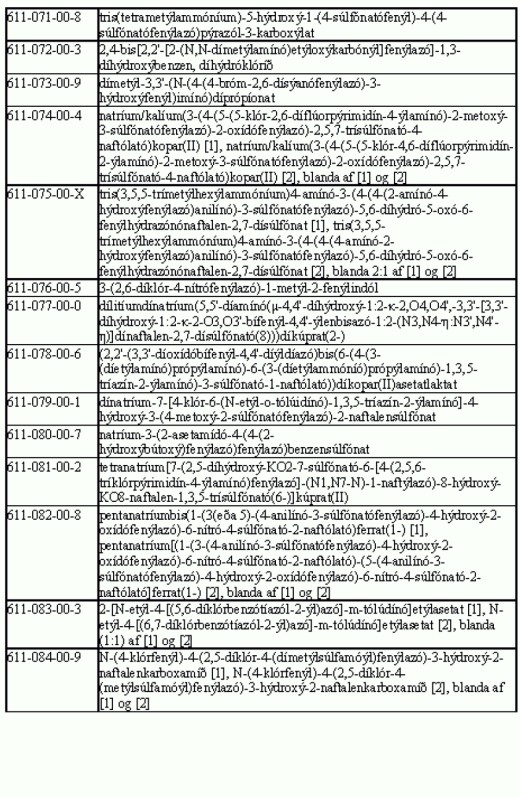 611-071-00-8 tris(tetrametýlammóníum)-5-hýdroxý-1-(4-súlfónatófenýl)-4-(4-
súlfónatófenýlazó)pýrazól-3-karboxýlat
611-072-00-3 2,4-bis[2,2'-[2-(N,N-dímetýlamínó)etýloxýkarbónýl]fenýlazó]-1,3-
díhýdroxýbenzen, díhýdróklóríð
611-073-00-9 dímetýl-3,3'-(N-(4-(4-bróm-2,6-dísýanófenýlazó)-3-
hýdroxýfenýl)imínó)díprópíonat
611-074-00-4 natríum/kalíum(3-(4-(5-(5-klór-2,6-díflúorpýrimídín-4-ýlamínó)-2-metoxý-
3-súlfónatófenýlazó)-2-oxídófenýlazó)-2,5,7-trísúlfónató-4-
naftólató)kopar(II) [1], natríum/kalíum(3-(4-(5-(5-klór-4,6-díflúorpýrimídín-
2-ýlamínó)-2-metoxý-3-súlfónatófenýlazó)-2-oxídófenýlazó)-2,5,7-
trísúlfónató-4-naftólató)kopar(II) [2], blanda af [1] og [2]
611-075-00-X tris(3,5,5-trímetýlhexýlammóníum)4-amínó-3-(4-(4-(2-amínó-4-
hýdroxýfenýlazó)anilínó)-3-súlfónatófenýlazó)-5,6-díhýdró-5-oxó-6-
fenýlhýdrazónónaftalen-2,7-dísúlfónat [1], tris(3,5,5-
trímetýlhexýlammóníum)4-amínó-3-(4-(4-(4-amínó-2-
hýdroxýfenýlazó)anilínó)-3-súlfónatófenýlazó)-5,6-díhýdró-5-oxó-6-
fenýlhýdrazónónaftalen-2,7-dísúlfónat [2], blanda 2:1 af [1] og [2]
611-076-00-5 3-(2,6-díklór-4-nítrófenýlazó)-1-metýl-2-fenýlindól
611-077-00-0 dílitíumdínatríum(5,5'-díamínó(μ-4,4'-díhýdroxý-1:2-κ-2,O4,O4',-3,3'-[3,3'-
díhýdroxý-1:2-κ-2-O3,O3'-bífenýl-4,4'-ýlenbisazó-1:2-(N3,N4-η:N3',N4'-
η)]dínaftalen-2,7-dísúlfónató(8)))díkúprat(2-)
611-078-00-6 (2,2'-(3,3'-díoxídóbífenýl-4,4'-díýldíazó)bis(6-(4-(3-
(díetýlamínó)própýlamínó)-6-(3-(díetýlammóníó)própýlamínó)-1,3,5-
tríazín-2-ýlamínó)-3-súlfónató-1-naftólató))díkopar(II)asetatlaktat
611-079-00-1 dínatríum-7-[4-klór-6-(N-etýl-o-tólúidínó)-1,3,5-tríazín-2-ýlamínó]-4-
hýdroxý-3-(4-metoxý-2-súlfónatófenýlazó)-2-naftalensúlfónat
611-080-00-7 natríum-3-(2-asetamídó-4-(4-(2-
hýdroxýbútoxý)fenýlazó)fenýlazó)benzensúlfónat
611-081-00-2 tetranatríum[7-(2,5-díhýdroxý-KO2-7-súlfónató-6-[4-(2,5,6-
tríklórpýrimídín-4-ýlamínó)fenýlazó]-(N1,N7-N)-1-naftýlazó)-8-hýdroxý-
KO8-naftalen-1,3,5-trísúlfónató(6-)]kúprat(II)
611-082-00-8 pentanatríumbis(1-(3(eða 5)-(4-anilínó-3-súlfónatófenýlazó)-4-hýdroxý-2-
oxídófenýlazó)-6-nítró-4-súlfónató-2-naftólató)ferrat(1-) [1],
pentanatríum[(1-(3-(4-anilínó-3-súlfónatófenýlazó)-4-hýdroxý-2-
oxídófenýlazó)-6-nítró-4-súlfónató-2-naftólató)-(5-(4-anilínó-3-
súlfónatófenýlazó)-4-hýdroxý-2-oxídófenýlazó)-6-nítró-4-súlfónató-2-
naftólató]ferrat(1-) [2], blanda af [1] og [2]
611-083-00-3 2-[N-etýl-4-[(5,6-díklórbenzótíazól-2-ýl)azó]-m-tólúdínó]etýlasetat [1], N-
etýl-4-[(6,7-díklórbenzótíazól-2-ýl)azó]-m-tólúdínó]etýlasetat [2], blanda
(1:1) af [1] og [2]
611-084-00-9 N-(4-klórfenýl)-4-(2,5-díklór-4-(dímetýlsúlfamóýl)fenýlazó)-3-hýdroxý-2-
naftalenkarboxamíð [1], N-(4-klórfenýl)-4-(2,5-díklór-4-
(metýlsúlfamóýl)fenýlazó)-3-hýdroxý-2-naftalenkarboxamíð [2], blanda af
[1] og [2]